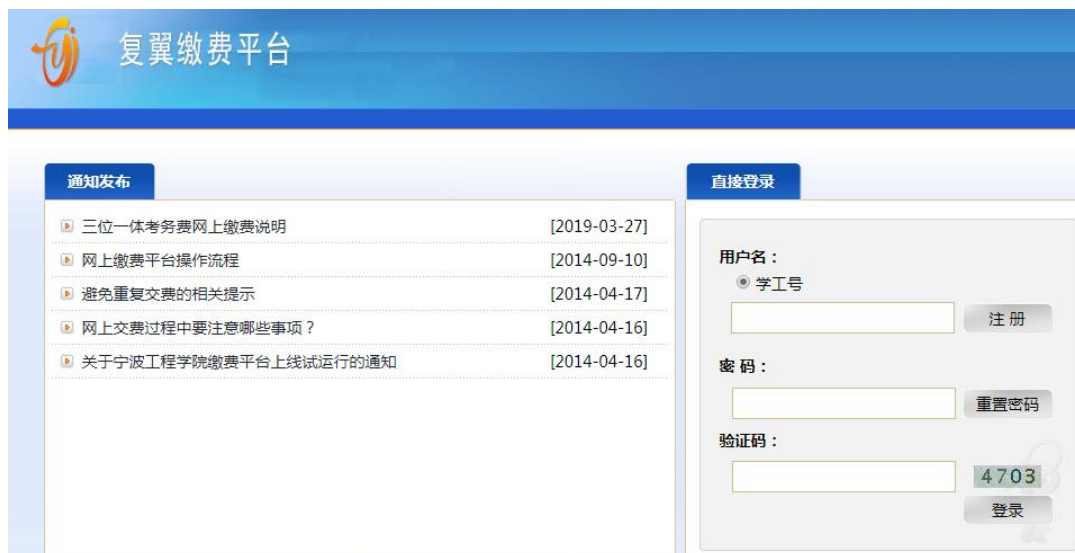 复翼缴费平台
通知发布
三位一体考务费网上缴费说明 [2019-03-27]
网上缴费平台操作流程 [2014-09-10]
避免重复交费的相关提示 [2014-04-17]
网上交费过程中要注意哪些事项？ [2014-04-16]
关于宁波工程学院缴费平台上线试运行的通知 [2014-04-16]
直接登录
用户名：
学工号
注 册
密 码：
重置密码
验证码：
4703
登录